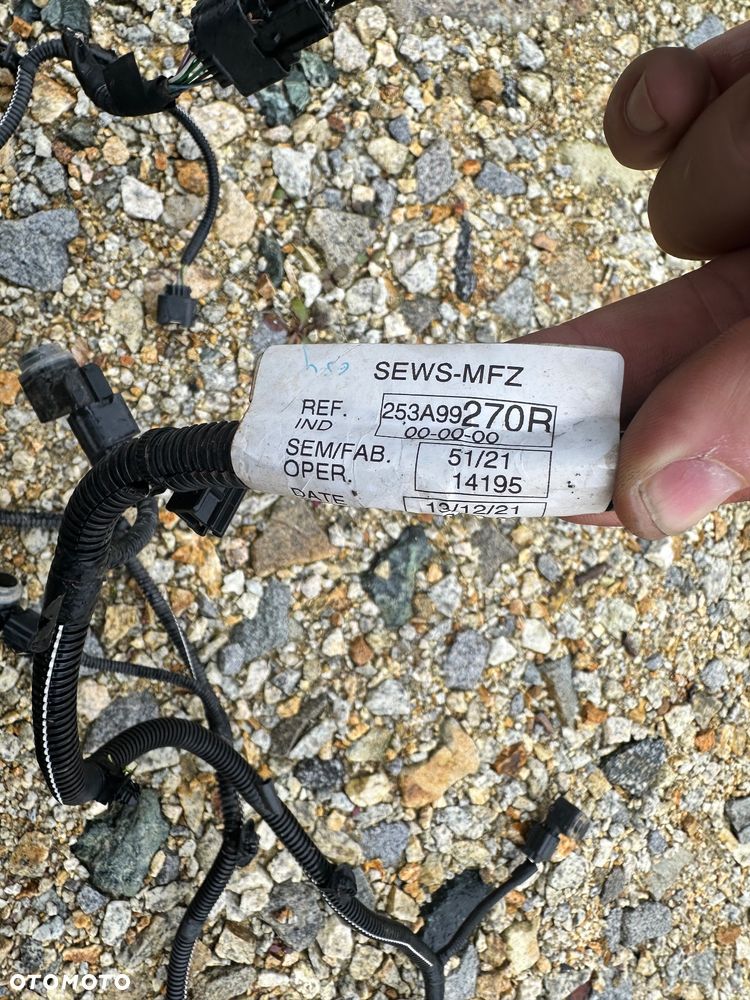 SEWS-MFZ
REF. 253A99270R
IND 00-00-00
SEM/FAB. 51/21
OPER. 14195
DATE 13/12/21
OTOMOTO